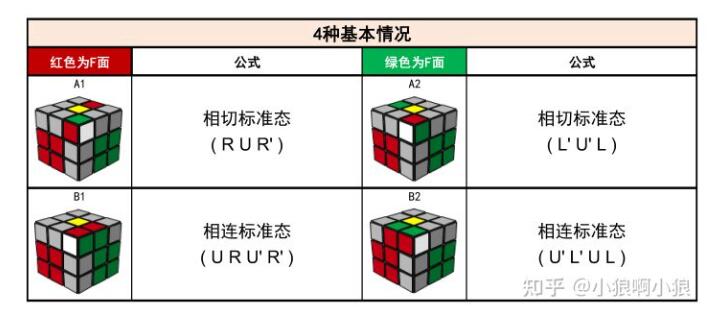 4种基本情况
红色为F面 公式 绿色为F面 公式
A1
相切标准态
( R U R' )
A2
相切标准态
( L' U' L )
B1
相连标准态
( U R U' R' )
B2
相连标准态
( U' L' U L )
知乎 @小狼啊小狼